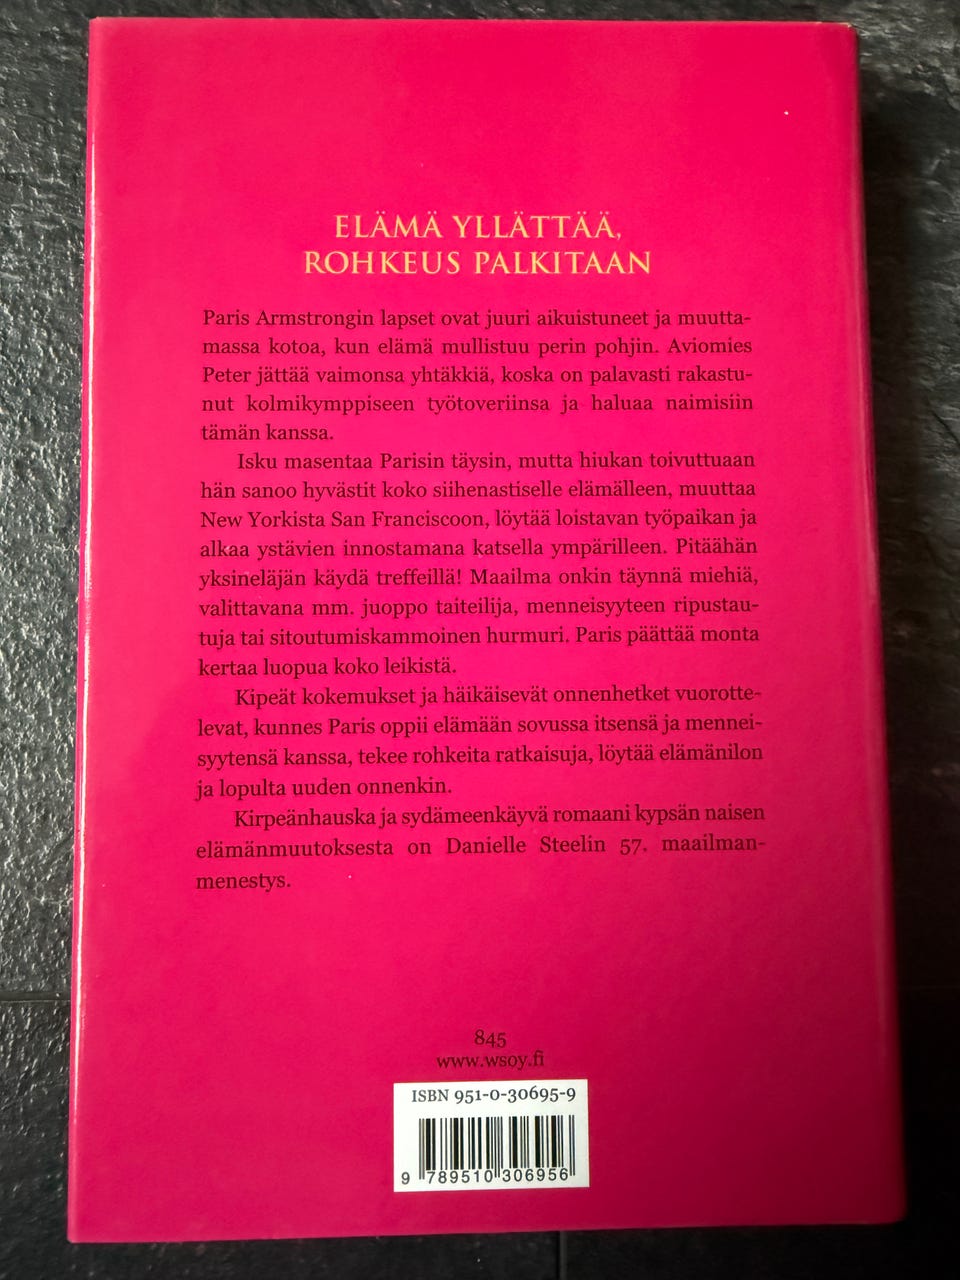 ELÄMÄ YLLÄTTÄÄ,
ROHKEUS PALKITAAN
Paris Armstrongin lapset ovat juuri aikuistuneet ja muutta-
massa kotoa, kun elämä mullistuu perin pohjin. Aviomies
Peter jättää vaimonsa yhtäkkiä, koska on palavasti rakastu-
nut kolmikymppiseen työtoveriinsa ja haluaa naimisiin
tämän kanssa.
Isku masentaa Parisin täysin, mutta hiukan toivuttuaan
hän sanoo hyvästit koko siihenastiselle elämälleen, muuttaa
New Yorkista San Franciscoon, löytää loistavan työpaikan ja
alkaa ystävien innostamana katsella ympärilleen. Pitäähän
yksineläjän käydä treffeillä! Maailma onkin täynnä miehiä,
valittavana mm. juoppo taiteilija, menneisyyteen ripustau-
tuja tai sitoutumiskammoinen hurmuri. Paris päättää monta
kertaa luopua koko leikistä.
Kipeät kokemukset ja häikäisevät onnenhetket vuorotte-
levat, kunnes Paris oppii elämään sovussa itsensä ja mennei-
syytensä kanssa, tekee rohkeita ratkaisuja, löytää elämänilon
ja lopulta uuden onnenkin.
Kirpeänhauska ja sydämeenkäyvä romaani kypsän naisen
elämänmuutoksesta on Danielle Steelin 57. maailman-
menestys.
845
www.wsoy.fi
ISBN 951-0-30695-9
9 789510 306956